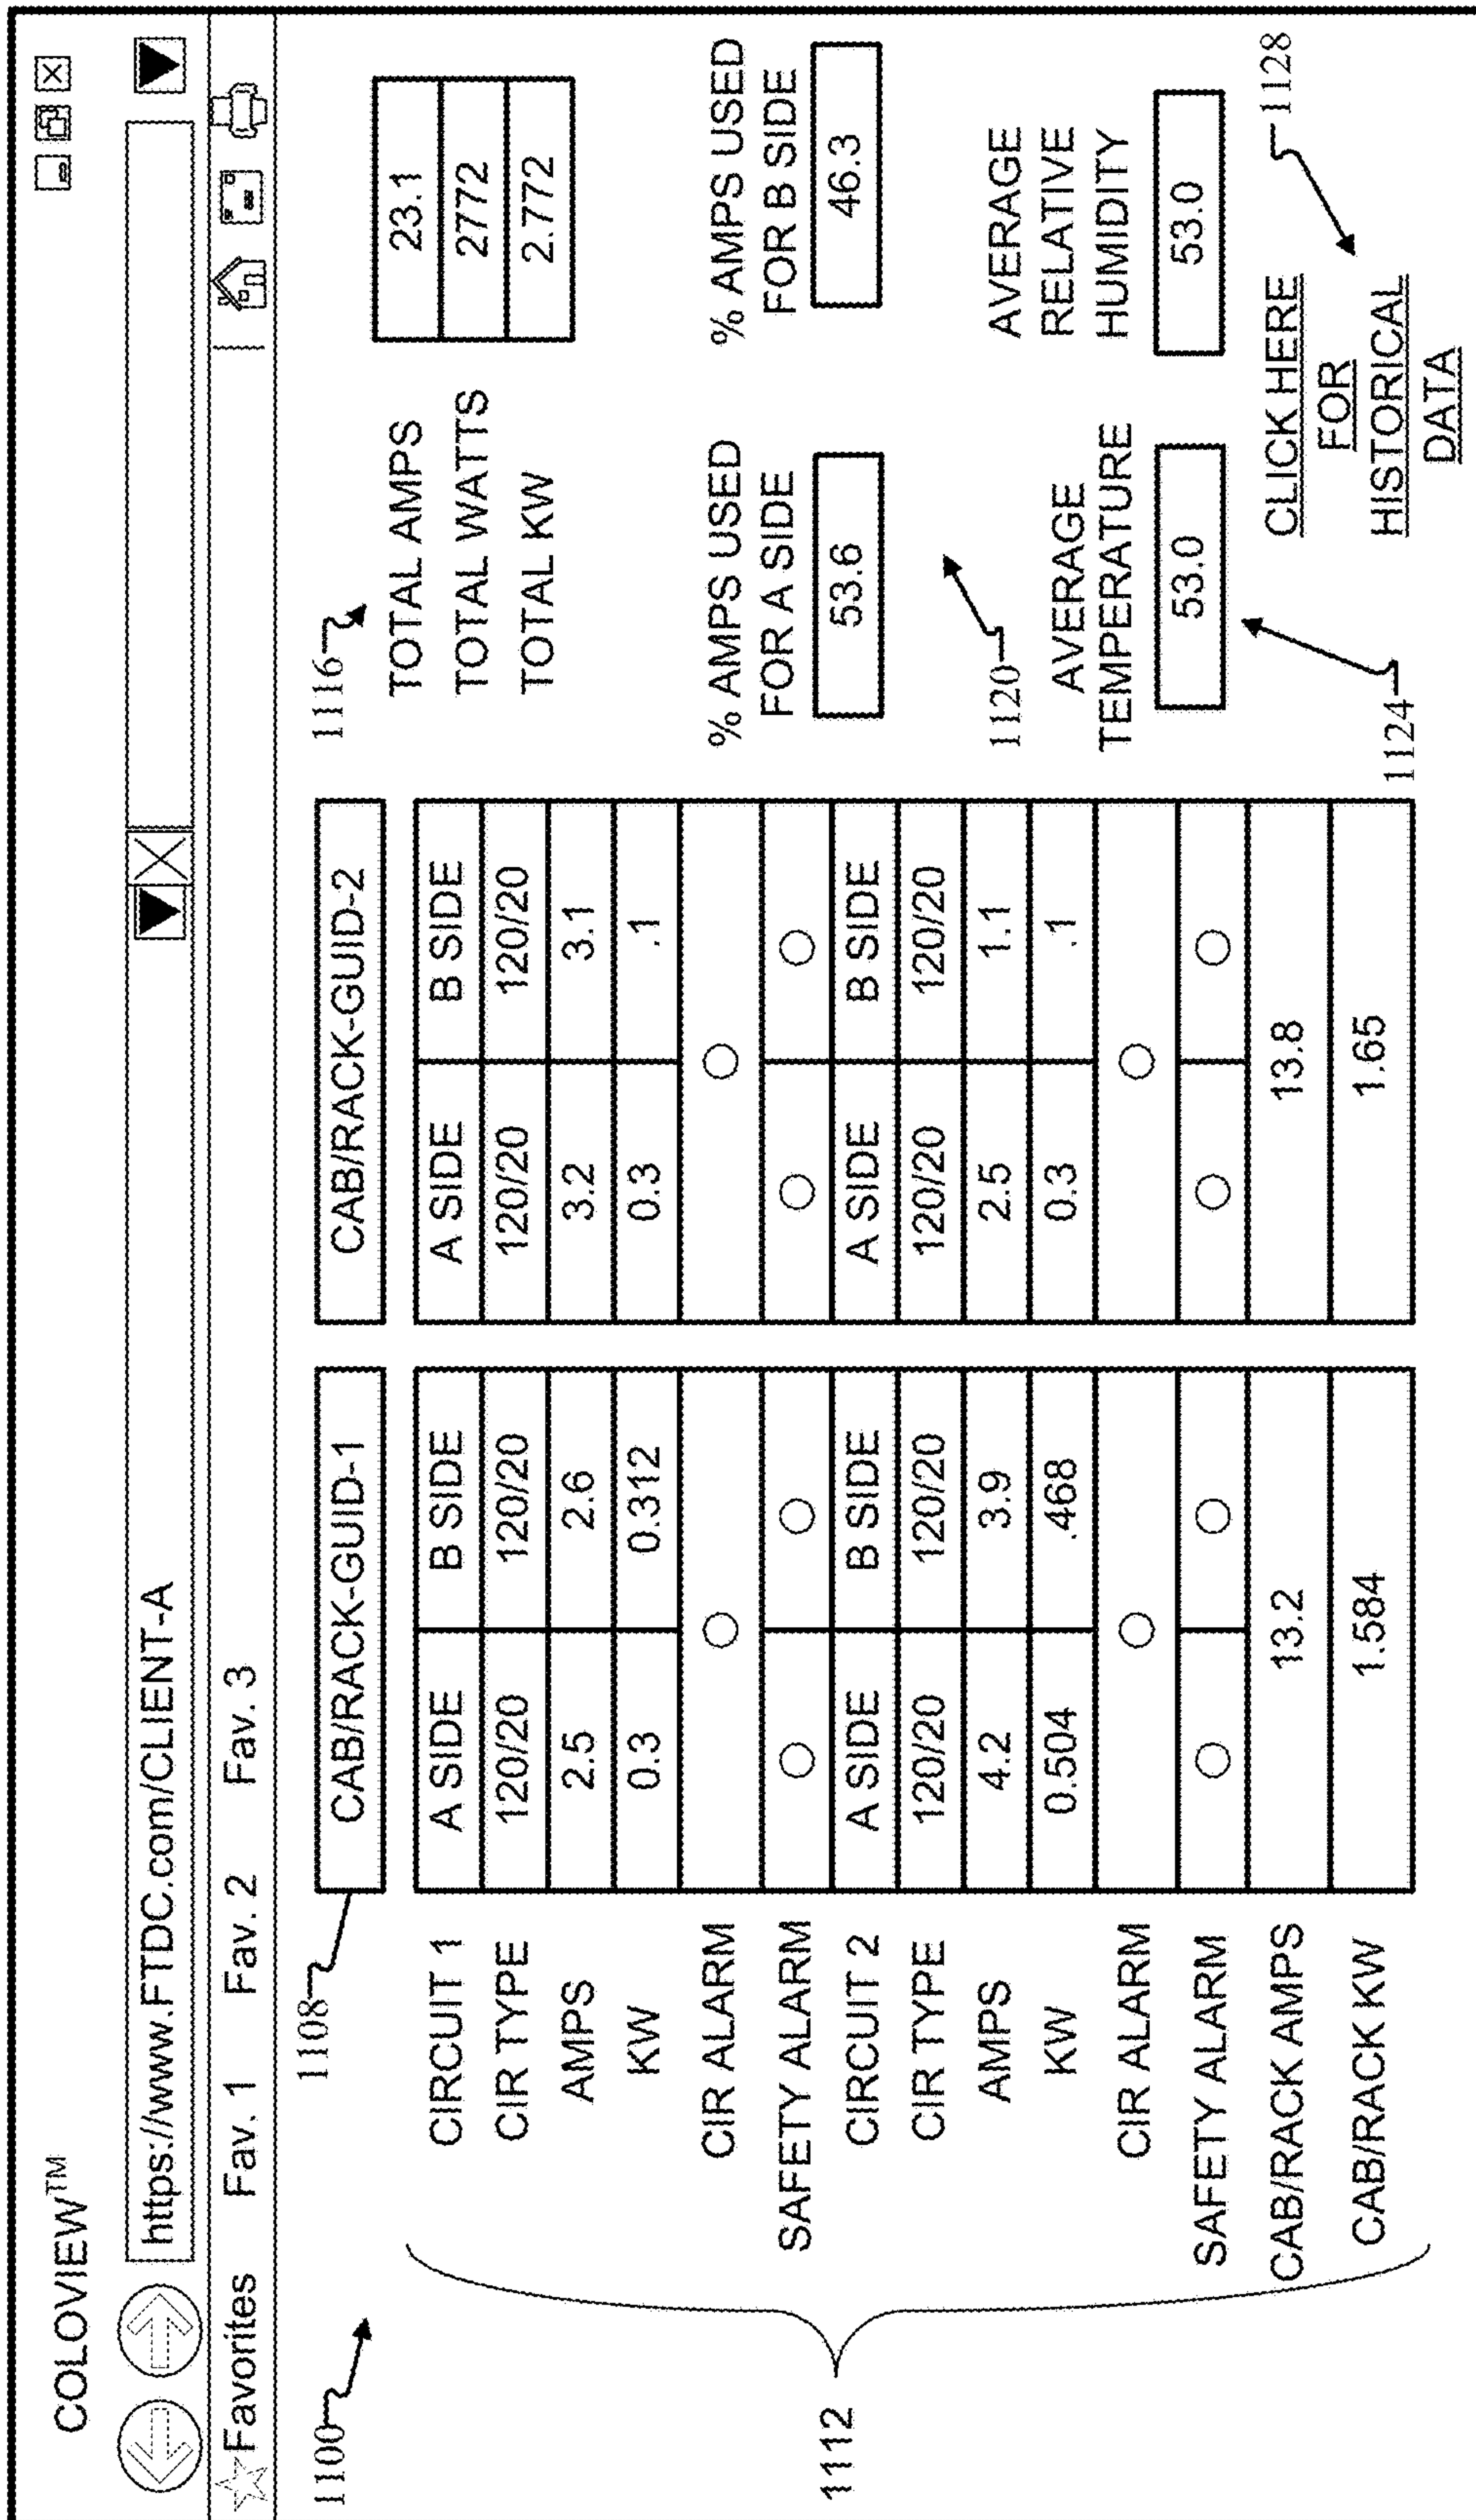 COLOVIEW™
https://www.FTDC.com/CLIENT-A
Favorites Fav. 1 Fav. 2 Fav. 3
1100
1108
1112
CAB/RACK-GUID-1 CAB/RACK-GUID-2
CIRCUIT 1 A SIDE B SIDE A SIDE B SIDE
CIR TYPE 120/20 120/20 120/20 120/20
AMPS 2.5 2.6 3.2 3.1
KW 0.3 0.312 0.3 .1
CIR ALARM
SAFETY ALARM
CIRCUIT 2 A SIDE B SIDE A SIDE B SIDE
CIR TYPE 120/20 120/20 120/20 120/20
AMPS 4.2 3.9 2.5 1.1
KW 0.504 .468 0.3 .1
CIR ALARM
SAFETY ALARM
CAB/RACK AMPS 13.2 13.8
CAB/RACK KW 1.584 1.65
1116
TOTAL AMPS 23.1
TOTAL WATTS 2772
TOTAL KW 2.772
% AMPS USED
FOR A SIDE
53.6
% AMPS USED
FOR B SIDE
46.3
1120
AVERAGE
TEMPERATURE
53.0
AVERAGE
RELATIVE
HUMIDITY
53.0
1124
1128
CLICK HERE
FOR
HISTORICAL
DATA